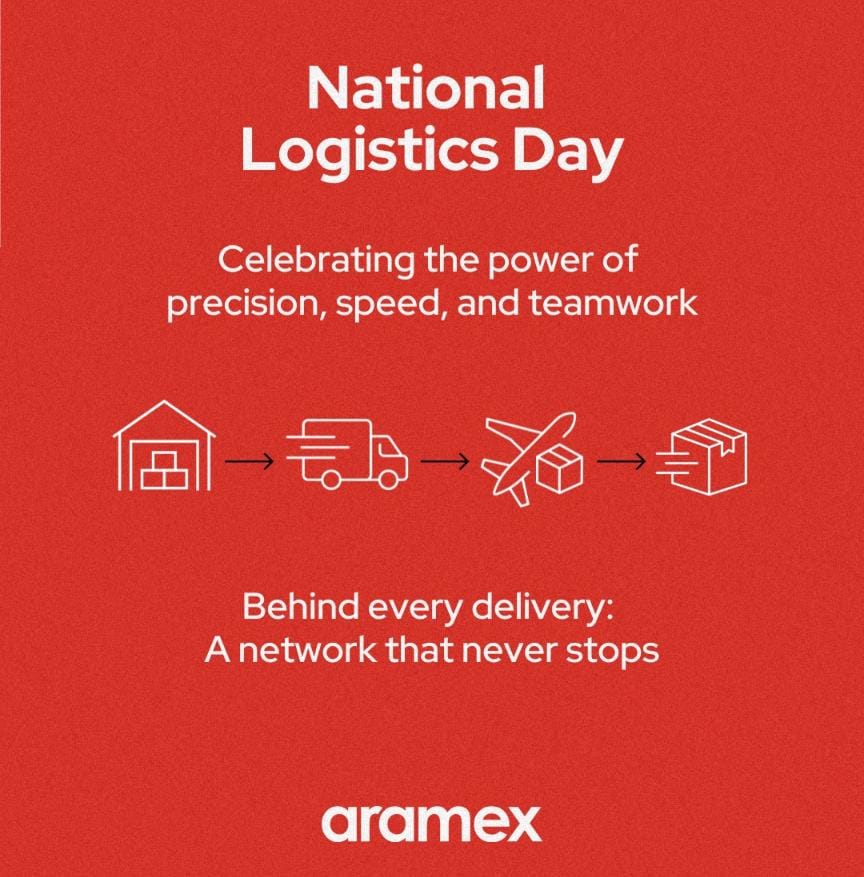 National
Logistics Day
Celebrating the power of
precision, speed, and teamwork
Behind every delivery:
A network that never stops
aramex